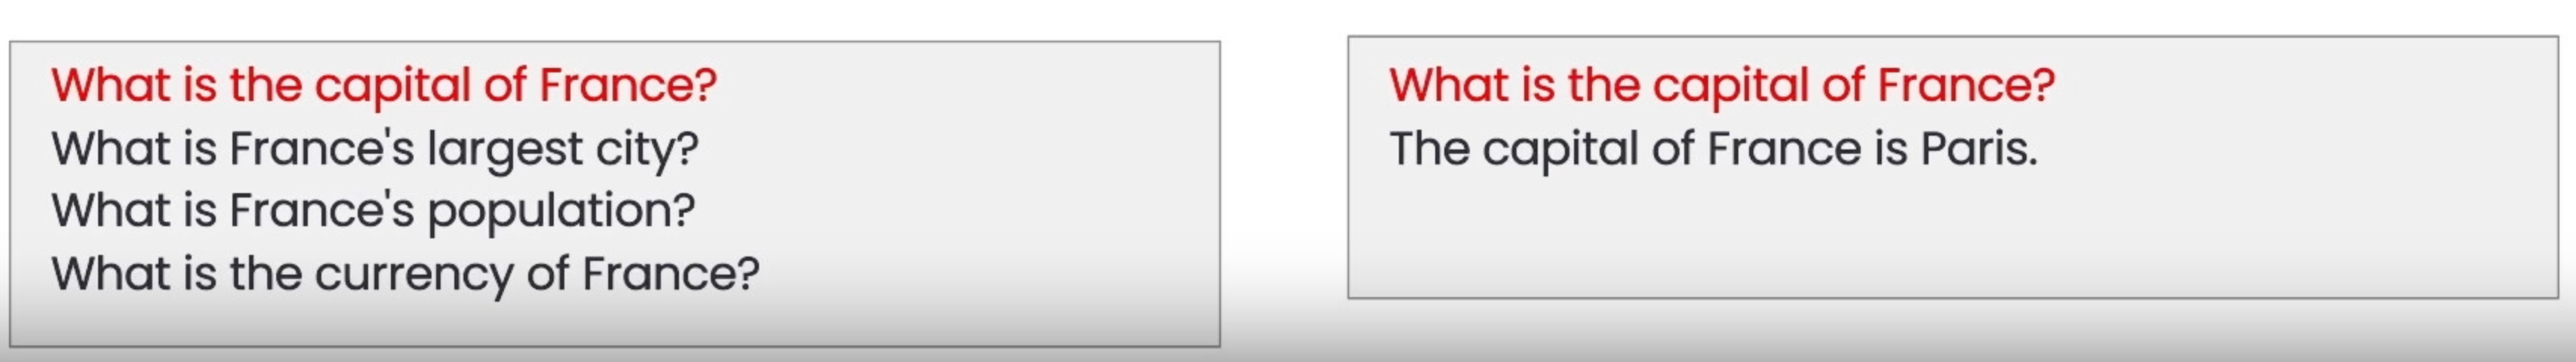 What is the capital of France?
What is France's largest city?
What is France's population?
What is the currency of France?
What is the capital of France?
The capital of France is Paris.